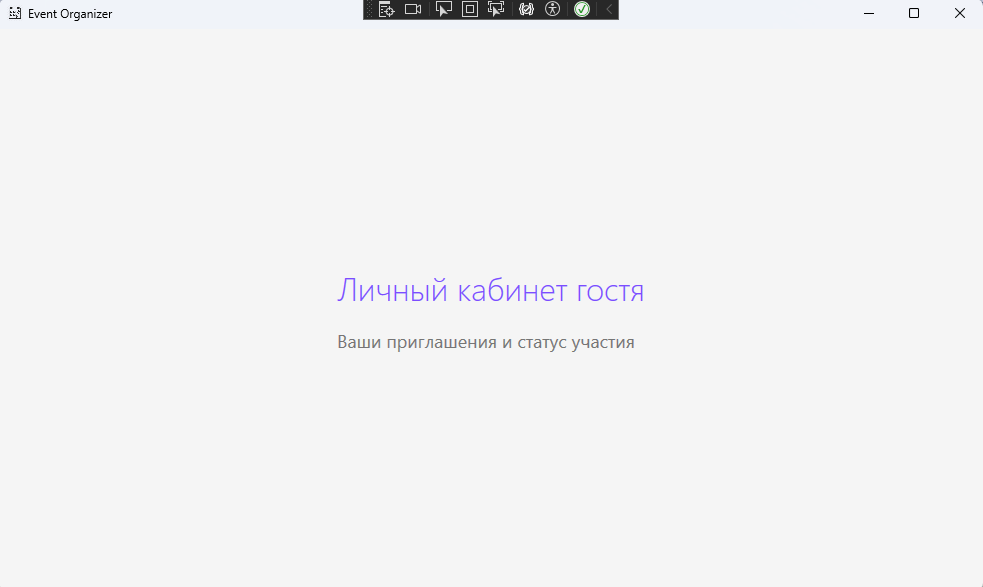 Event Organizer
Личный кабинет гостя
Ваши приглашения и статус участия